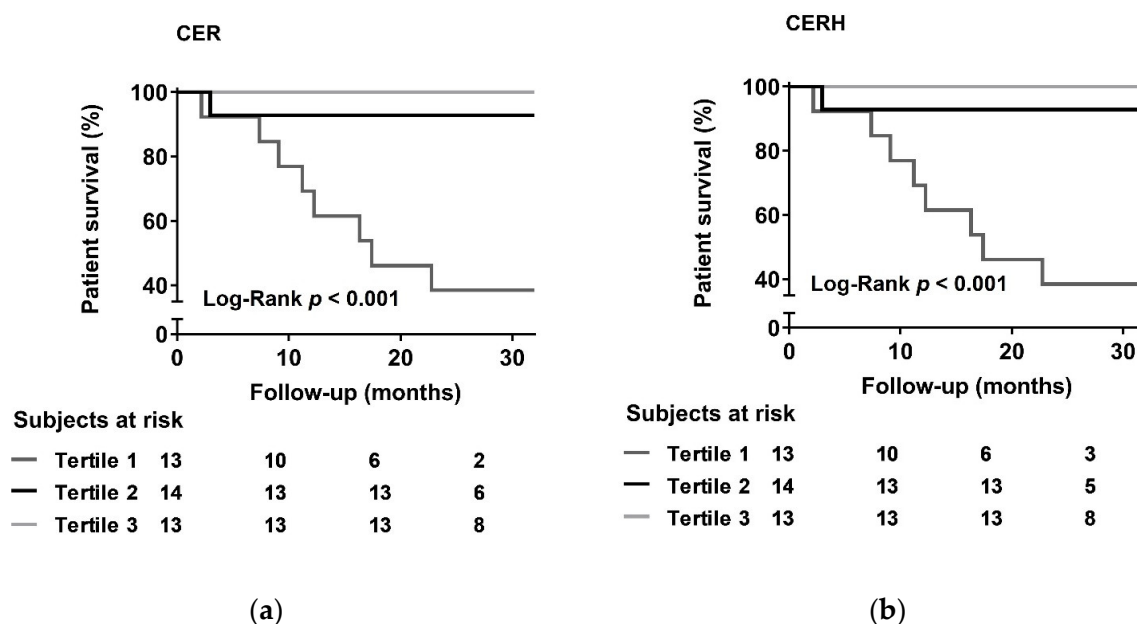 CER
Patient survival (%)
100
80
60
40
0
Log-Rank p < 0.001
0 10 20 30
Follow-up (months)
Subjects at risk
Tertile 1 13 10 6 2
Tertile 2 14 13 13 6
Tertile 3 13 13 13 8
(a)
CERH
Patient survival (%)
100
80
60
40
0
Log-Rank p < 0.001
0 10 20 30
Follow-up (months)
Subjects at risk
Tertile 1 13 10 6 3
Tertile 2 14 13 13 5
Tertile 3 13 13 13 8
(b)